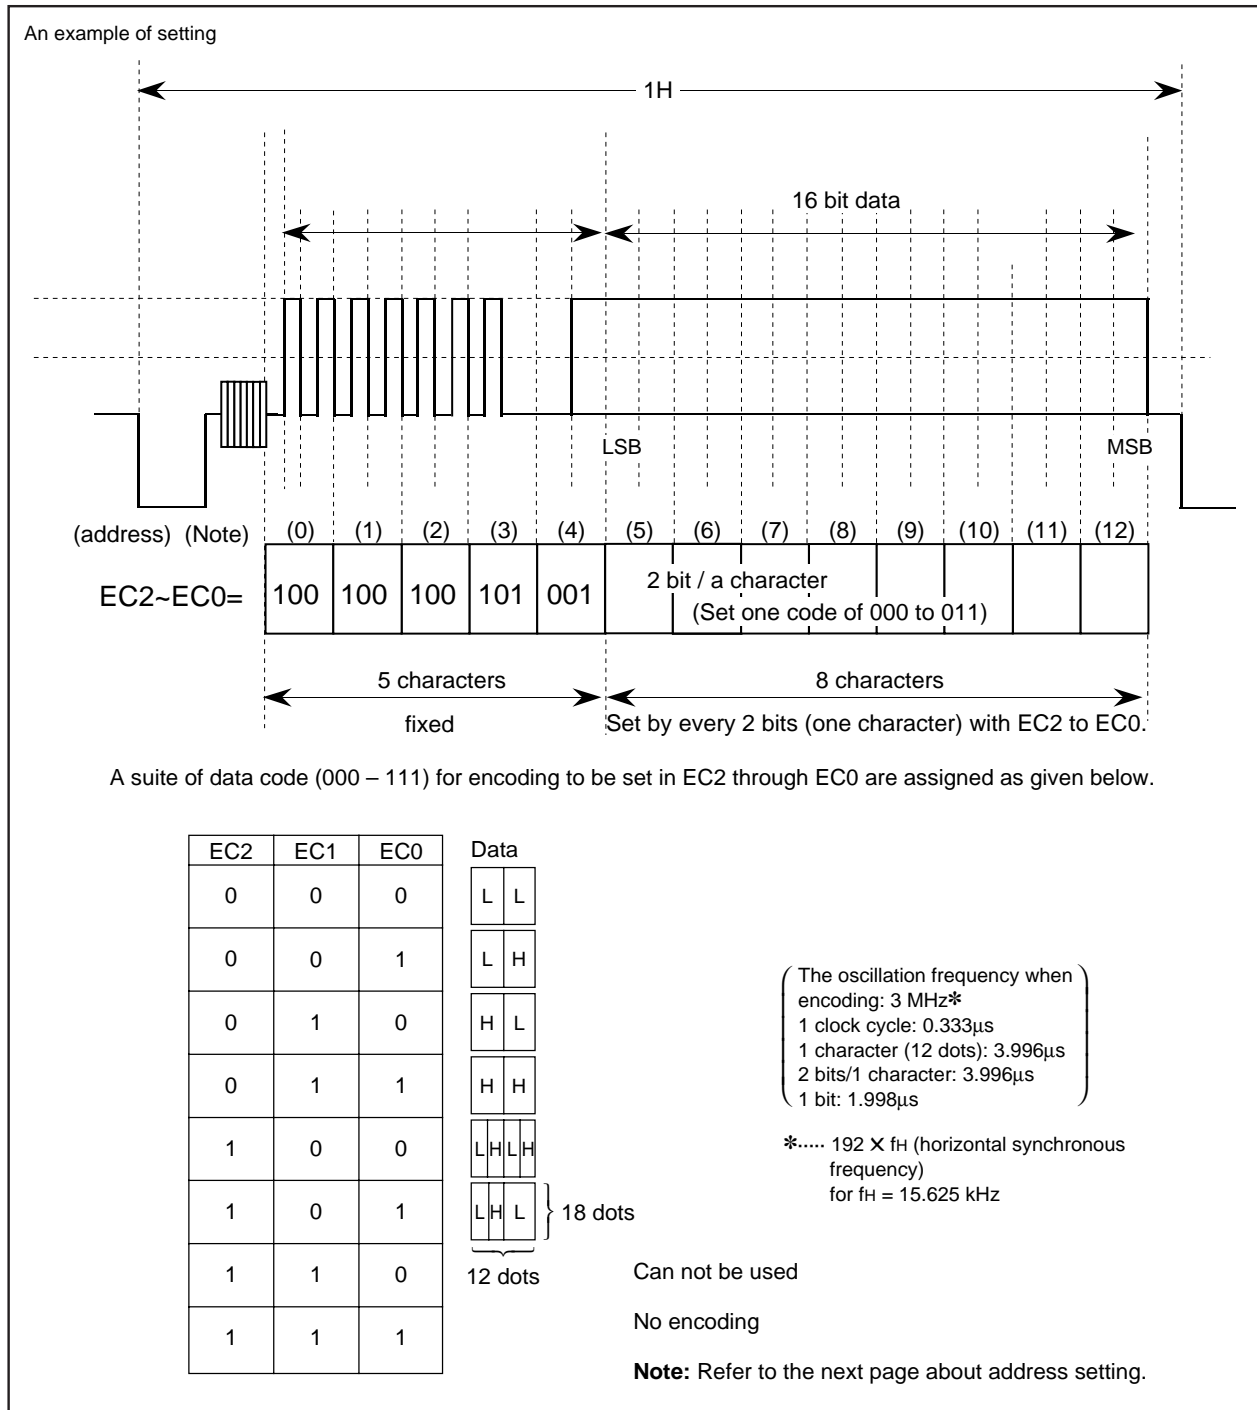 An example of setting
1H
16 bit data
LSB
MSB
(address) (Note) (0) (1) (2) (3) (4) (5) (6) (7) (8) (9) (10) (11) (12)
EC2~EC0= 100 100 100 101 001
2 bit / a character
(Set one code of 000 to 011)
5 characters
8 characters
fixed
Set by every 2 bits (one character) with EC2 to EC0.
A suite of data code (000 – 111) for encoding to be set in EC2 through EC0 are assigned as given below.
EC2 EC1 EC0 Data
0 0 0 L L
0 0 1 L H
0 1 0 H L
0 1 1 H H
1 0 0 L H L H
1 0 1 L H L
18 dots
12 dots
1 1 0 Can not be used
1 1 1 No encoding
The oscillation frequency when
encoding: 3 MHz✻
1 clock cycle: 0.333µs
1 character (12 dots): 3.996µs
2 bits/1 character: 3.996µs
1 bit: 1.998µs
✻····· 192 ✕ fH (horizontal synchronous
frequency)
for fH = 15.625 kHz
Note: Refer to the next page about address setting.